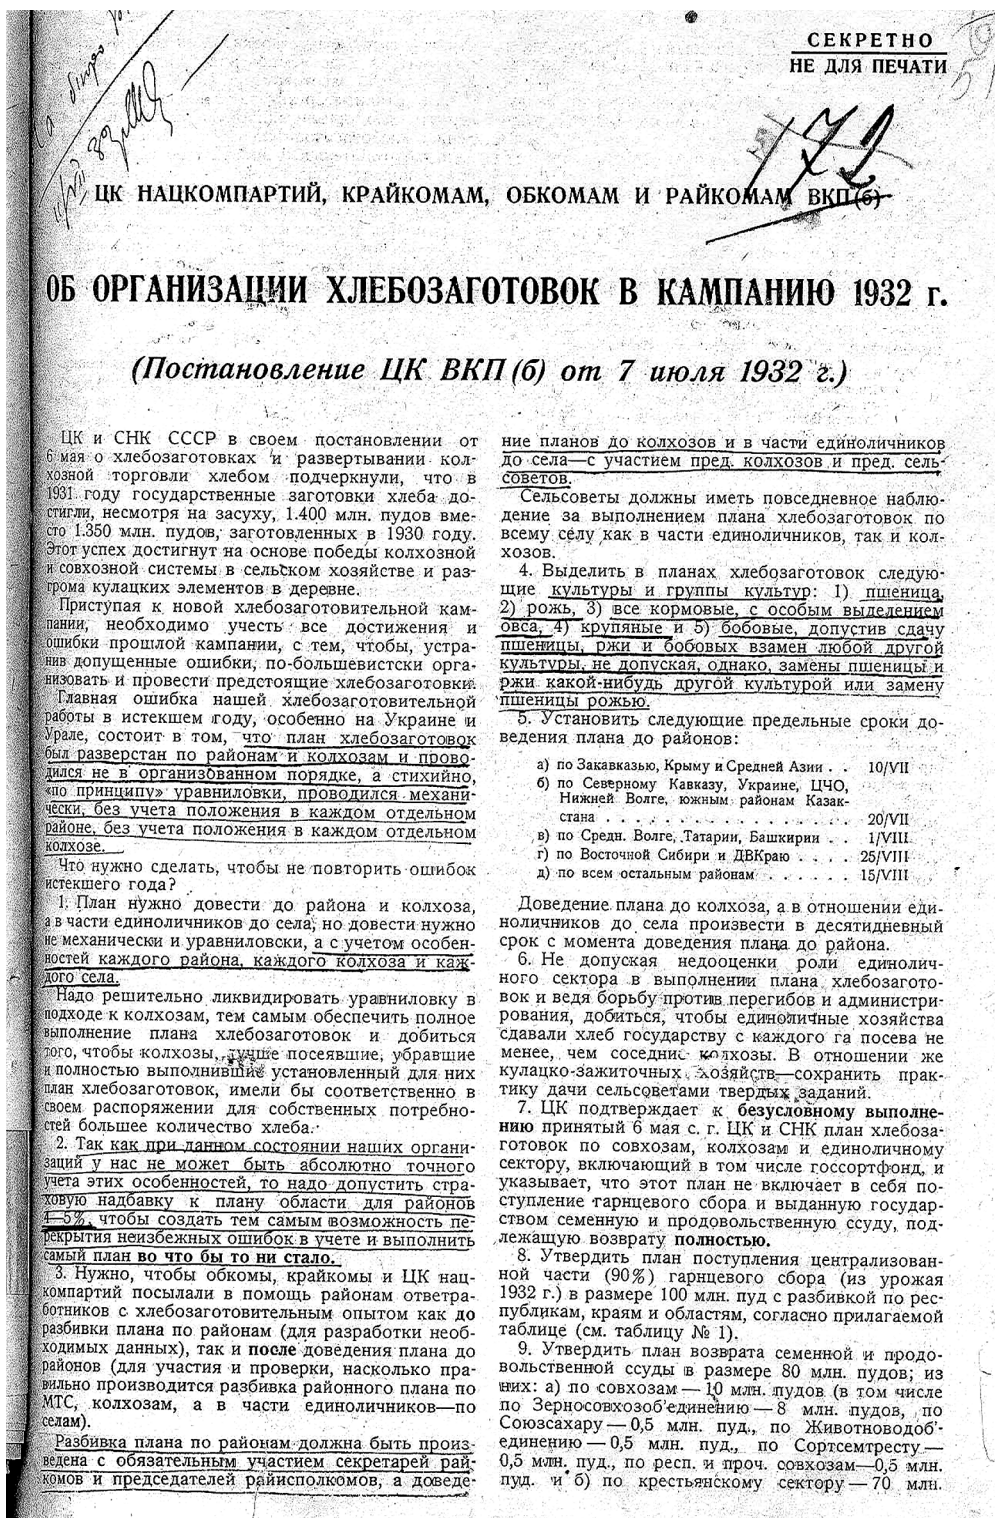 СЕКРЕТНО
НЕ ДЛЯ ПЕЧАТИ
172
ЦК НАЦКОМПАРТИЙ, КРАЙКОМАМ, ОБКОМАМ И РАЙКОМАМ ВКП(б)
ОБ ОРГАНИЗАЦИИ ХЛЕБОЗАГОТОВОК В КАМПАНИЮ 1932 г.
(Постановление ЦК ВКП(б) от 7 июля 1932 г.)
ЦК и СНК СССР в своем постановлении от
6 мая о хлебозаготовках и развертывании кол-
хозной торговли хлебом подчеркнули, что в
1931 году государственные заготовки хлеба до-
стигли, несмотря на засуху, 1.400 млн. пудов вме-
сто 1.350 млн. пудов, заготовленных в 1930 году.
Этот успех достигнут на основе победы колхозной
и совхозной системы в сельском хозяйстве и раз-
грома кулацких элементов в деревне.
Приступая к новой хлебозаготовительной кам-
пании, необходимо учесть все достижения и
ошибки прошлой кампании, с тем, чтобы, устра-
нив допущенные ошибки, по-большевистски орга-
низовать и провести предстоящие хлебозаготовки.
Главная ошибка нашей хлебозаготовительной
работы в истекшем году, особенно на Украине и
Урале, состоит в том, что план хлебозаготовок
был разверстан по районам и колхозам и прово-
дился не в организованном порядке, а стихийно,
«по принципу» уравниловки, проводился механи-
чески, без учета положения в каждом отдельном
районе, без учета положения в каждом отдельном
колхозе.
Что нужно сделать, чтобы не повторить ошибок
истекшего года?
1. План нужно довести до района и колхоза,
а в части единоличников до села, но довести нужно
не механически и уравниловски, а с учетом особен-
ностей каждого района, каждого колхоза и каж-
дого села.
Надо решительно ликвидировать уравниловку в
подходе к колхозам, тем самым обеспечить полное
выполнение плана хлебозаготовок и добиться
того, чтобы колхозы, лучше посеявшие, убравшие
и полностью выполнившие установленный для них
план хлебозаготовок, имели бы соответственно в
своем распоряжении для собственных потребно-
стей большее количество хлеба.
2. Так как при данном состоянии наших органи-
заций у нас не может быть абсолютно точного
учета этих особенностей, то надо допустить стра-
ховую надбавку к плану области для районов
4—5%, чтобы создать тем самым возможность пе-
рекрытия неизбежных ошибок в учете и выполнить
самый план во что бы то ни стало.
3. Нужно, чтобы обкомы, крайкомы и ЦК нац-
компартий посылали в помощь районам ответра-
ботников с хлебозаготовительным опытом как до
разбивки плана по районам (для разработки необ-
ходимых данных), так и после доведения плана до
районов (для участия и проверки, насколько пра-
вильно производится разбивка районного плана по
МТС, колхозам, а в части единоличников—по
селам).
Разбивка плана по районам должна быть произ-
ведена с обязательным участием секретарей рай-
комов и председателей райисполкомов, а доведе-
ние планов до колхозов и в части единоличников
до села—с участием пред. колхозов и пред. сель-
советов.
Сельсоветы должны иметь повседневное наблю-
дение за выполнением плана хлебозаготовок по
всему селу как в части единоличников, так и кол-
хозов.
4. Выделить в планах хлебозаготовок следую-
щие культуры и группы культур: 1) пшеница,
2) рожь, 3) все кормовые, с особым выделением
овса, 4) крупяные и 5) бобовые, допустив сдачу
пшеницы, ржи и бобовых взамен любой другой
культуры, не допуская, однако, замены пшеницы и
ржи какой-нибудь другой культурой или замену
пшеницы рожью.
5. Установить следующие предельные сроки до-
ведения плана до районов:
а) по Закавказью, Крыму и Средней Азии . . 10/VII
б) по Северному Кавказу, Украине, ЦЧО,
Нижней Волге, южным районам Казак-
стана . . . . . . . . . . . . . . . . 20/VII
в) по Средн. Волге, Татарии, Башкирии . . 1/VIII
г) по Восточной Сибири и ДВКраю . . . . 25/VIII
д) по всем остальным районам . . . . . . 15/VIII
Доведение плана до колхоза, а в отношении еди-
ноличников до села произвести в десятидневный
срок с момента доведения плана до района.
6. Не допуская недооценки роли единолич-
ного сектора в выполнении плана хлебозагото-
вок и ведя борьбу против перегибов и администри-
рования, добиться, чтобы единоличные хозяйства
сдавали хлеб государству с каждого га посева не
менее, чем соседние колхозы. В отношении же
кулацко-зажиточных хозяйств—сохранить прак-
тику дачи сельсоветами твердых заданий.
7. ЦК подтверждает к безусловному выполне-
нию принятый 6 мая с. г. ЦК и СНК план хлебоза-
готовок по совхозам, колхозам и единоличному
сектору, включающий в том числе госсортфонд, и
указывает, что этот план не включает в себя по-
ступление гарнцевого сбора и выданную государ-
ством семенную и продовольственную ссуду, под-
лежащую возврату полностью.
8. Утвердить план поступления централизован-
ной части (90%) гарнцевого сбора (из урожая
1932 г.) в размере 100 млн. пуд с разбивкой по рес-
публикам, краям и областям, согласно прилагаемой
таблице (см. таблицу № 1).
9. Утвердить план возврата семенной и продо-
вольственной ссуды в размере 80 млн. пудов; из
них: а) по совхозам — 10 млн. пудов (в том числе
по Зерносовхозоб'единению — 8 млн. пудов, по
Союзсахару — 0,5 млн. пуд., по Животноводоб'-
единению — 0,5 млн. пуд., по Сортсемтресту —
0,5 млн. пуд., по респ. и проч. совхозам—0,5 млн.
пуд. и б) по крестьянскому сектору — 70 млн.